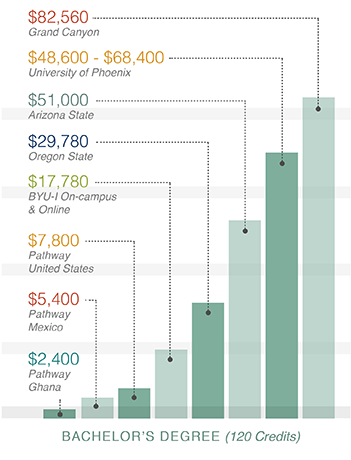 $82,560
Grand Canyon
$48,600 - $68,400
University of Phoenix
$51,000
Arizona State
$29,780
Oregon State
$17,780
BYU-I On-campus
& Online
$7,800
Pathway
United States
$5,400
Pathway
Mexico
$2,400
Pathway
Ghana
BACHELOR'S DEGREE (120 Credits)